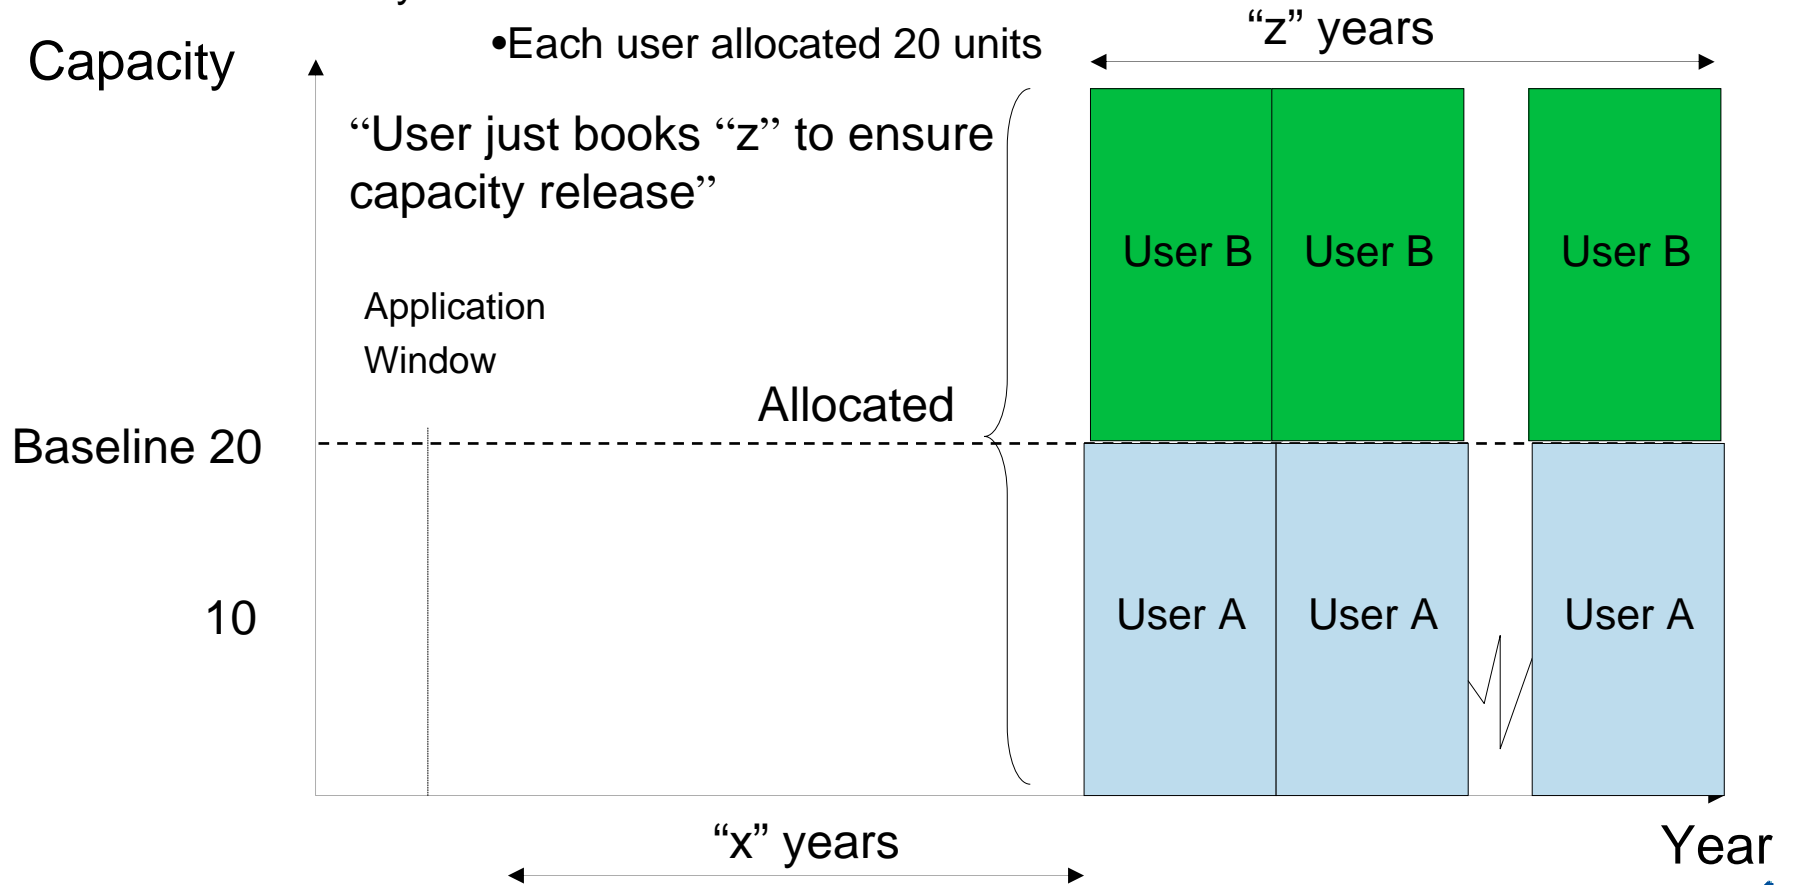 •Each user allocated 20 units
“z” years
Capacity
“User just books “z” to ensure
capacity release”
User B
User B
User B
Application
Window
Allocated
Baseline 20
10
User A
User A
User A
“x” years
Year